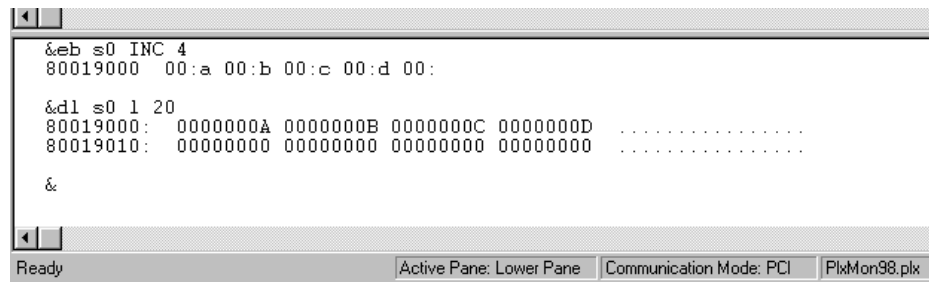 &eb s0 INC 4
80019000  00:a 00:b 00:c 00:d 00:
&dl s0 l 20
80019000:  0000000A 0000000B 0000000C 0000000D  ................
80019010:  00000000 00000000 00000000 00000000  ................
&
Ready Active Pane: Lower Pane Communication Mode: PCI PlxMon98.plx